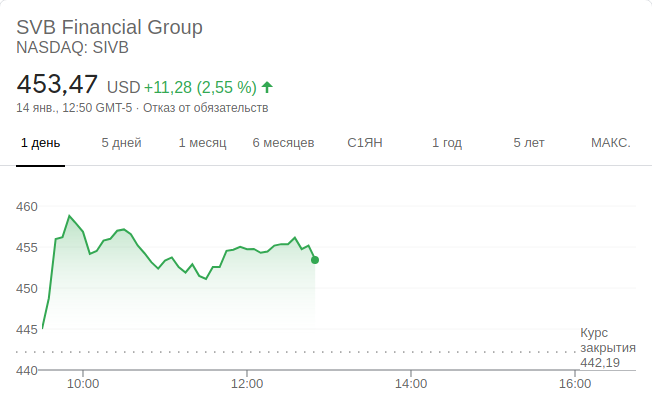 SVB Financial Group
NASDAQ: SIVB
453,47 USD +11,28 (2,55 %)
14 янв., 12:50 GMT-5 · Отказ от обязательств
1 день 5 дней 1 месяц 6 месяцев С1ЯН 1 год 5 лет МАКС.
460
455
450
445
Курс
закрытия
442,19
440
10:00 12:00 14:00 16:00